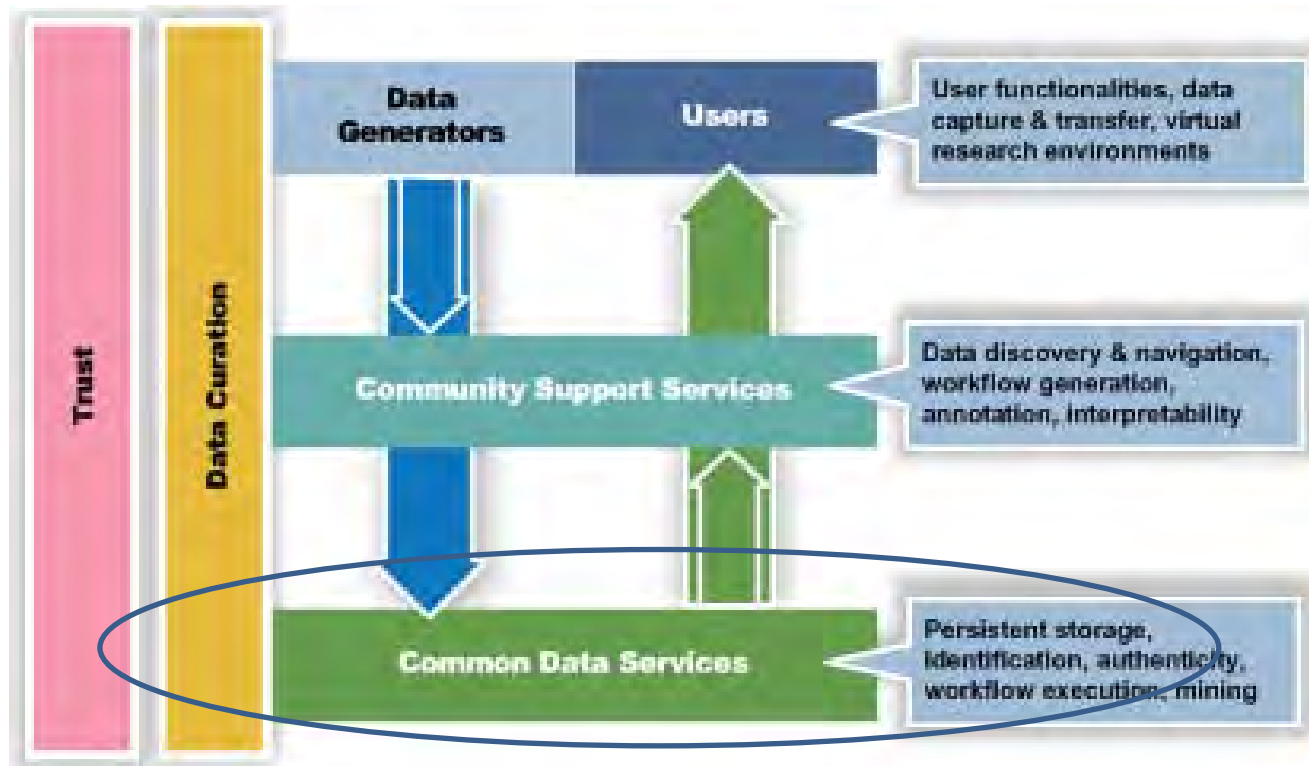 Trust
Data Curation
Data
Generators
Users
User functionalities, data
capture & transfer, virtual
research environments
Community Support Services
Data discovery & navigation,
workflow generation,
annotation, interpretability
Common Data Services
Persistent storage,
identification, authenticity,
workflow execution, mining